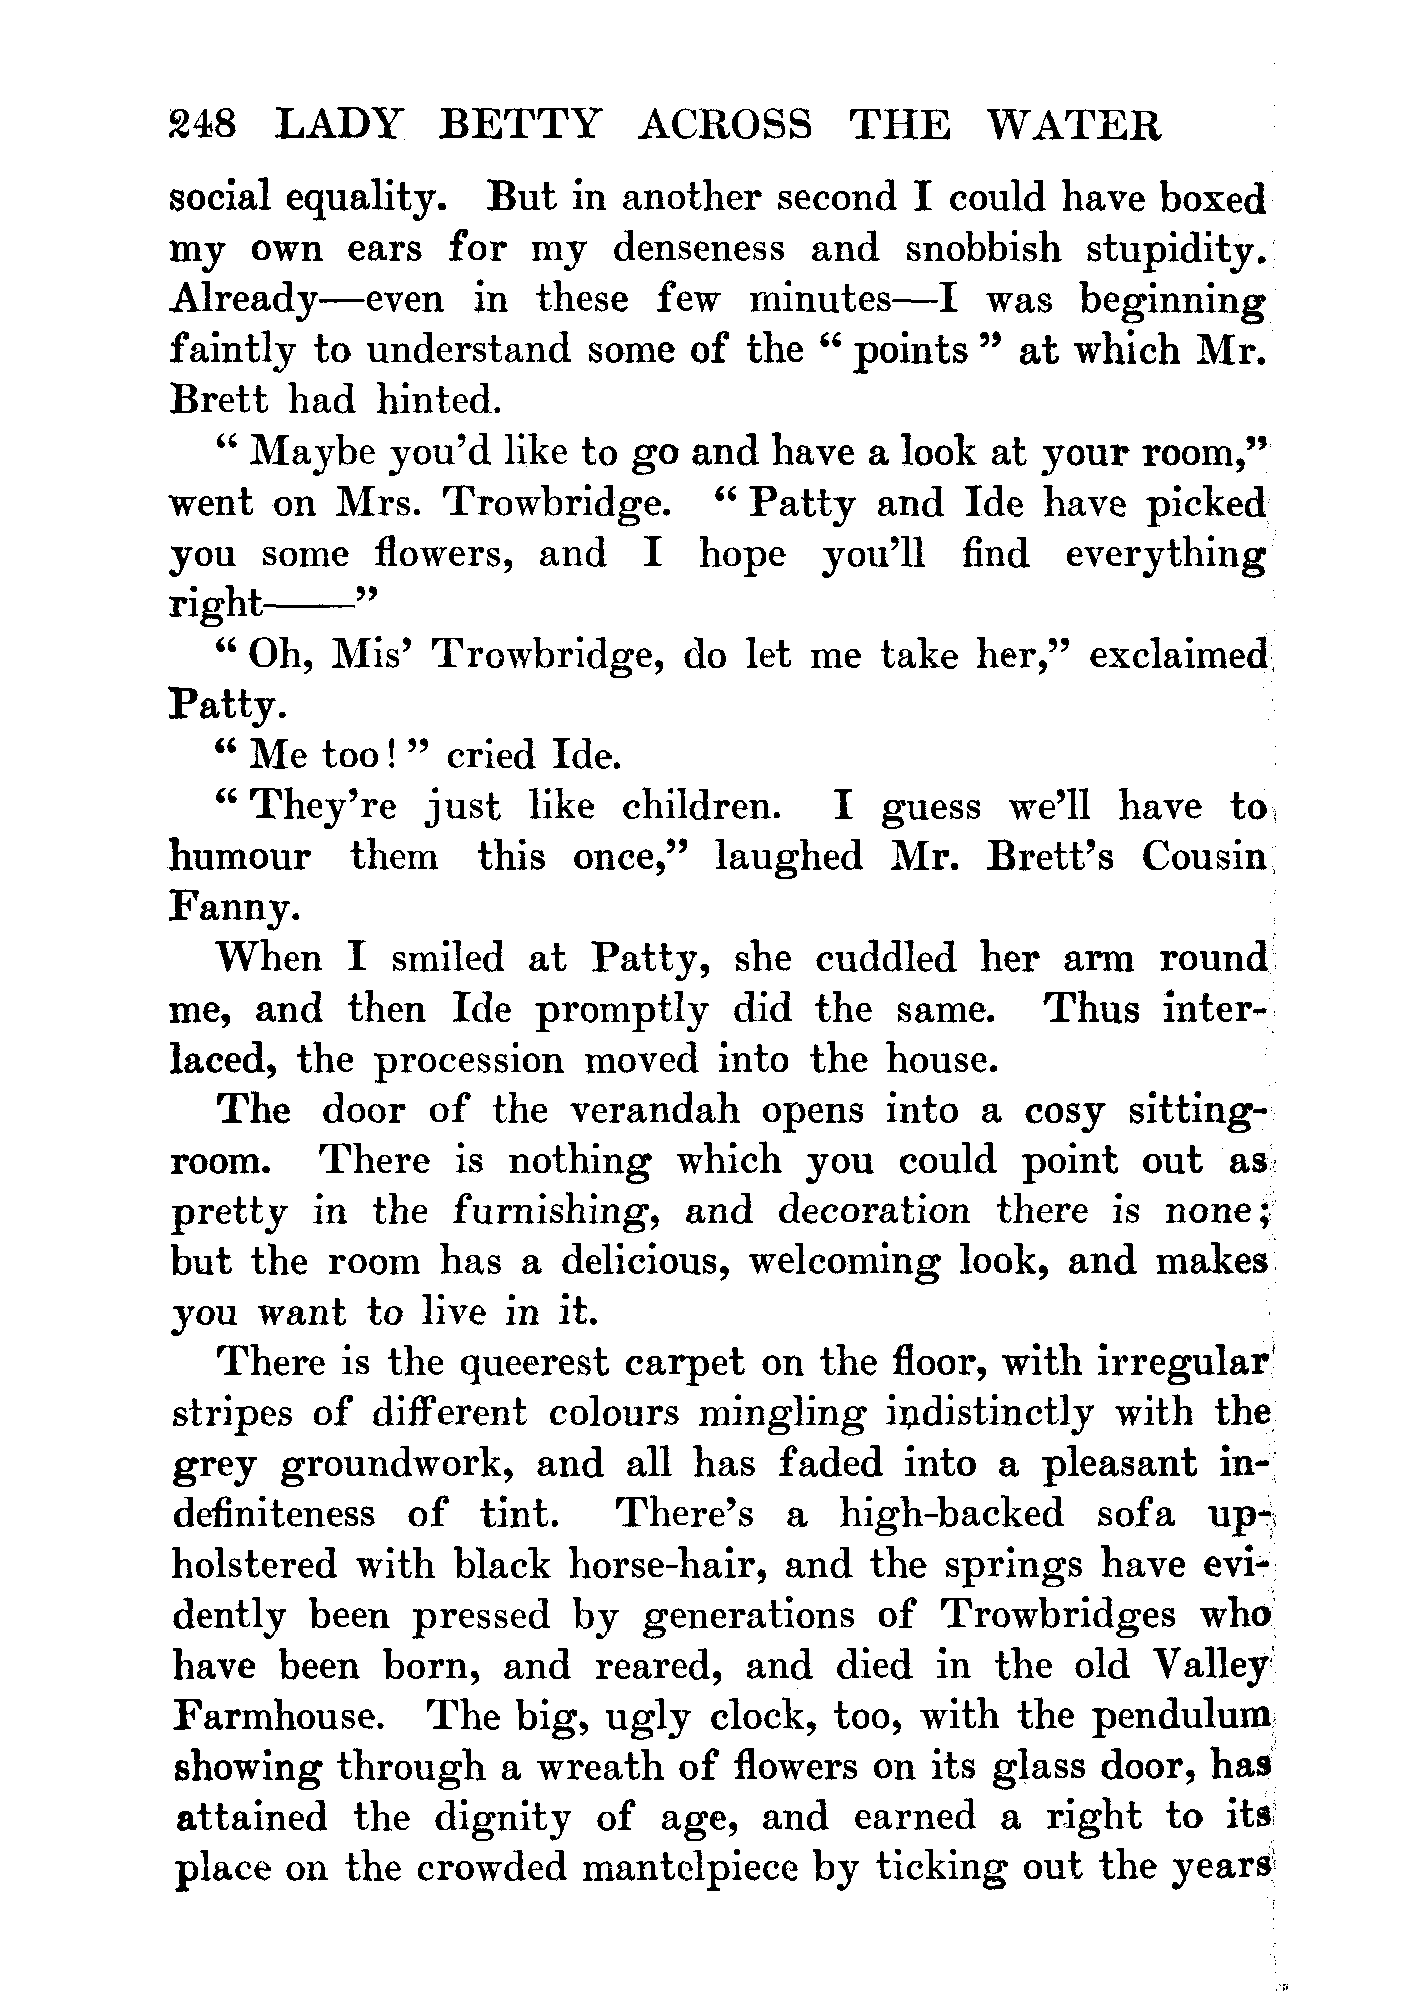 248 LADY BETTY ACROSS THE WATER
social equality. But in another second I could have boxed
my own ears for my denseness and snobbish stupidity.
Already—even in these few minutes—I was beginning
faintly to understand some of the “ points ” at which Mr.
Brett had hinted.
“ Maybe you’d like to go and have a look at your room,”
went on Mrs. Trowbridge. “ Patty and Ide have picked
you some flowers, and I hope you’ll find everything
right——”
“ Oh, Mis’ Trowbridge, do let me take her,” exclaimed
Patty.
“ Me too! ” cried Ide.
“ They’re just like children. I guess we’ll have to
humour them this once,” laughed Mr. Brett’s Cousin
Fanny.
When I smiled at Patty, she cuddled her arm round
me, and then Ide promptly did the same. Thus inter-
laced, the procession moved into the house.
The door of the verandah opens into a cosy sitting-
room. There is nothing which you could point out as
pretty in the furnishing, and decoration there is none;
but the room has a delicious, welcoming look, and makes
you want to live in it.
There is the queerest carpet on the floor, with irregular
stripes of different colours mingling indistinctly with the
grey groundwork, and all has faded into a pleasant in-
definiteness of tint. There’s a high-backed sofa up-
holstered with black horse-hair, and the springs have evi-
dently been pressed by generations of Trowbridges who
have been born, and reared, and died in the old Valley
Farmhouse. The big, ugly clock, too, with the pendulum
showing through a wreath of flowers on its glass door, has
attained the dignity of age, and earned a right to its
place on the crowded mantelpiece by ticking out the years